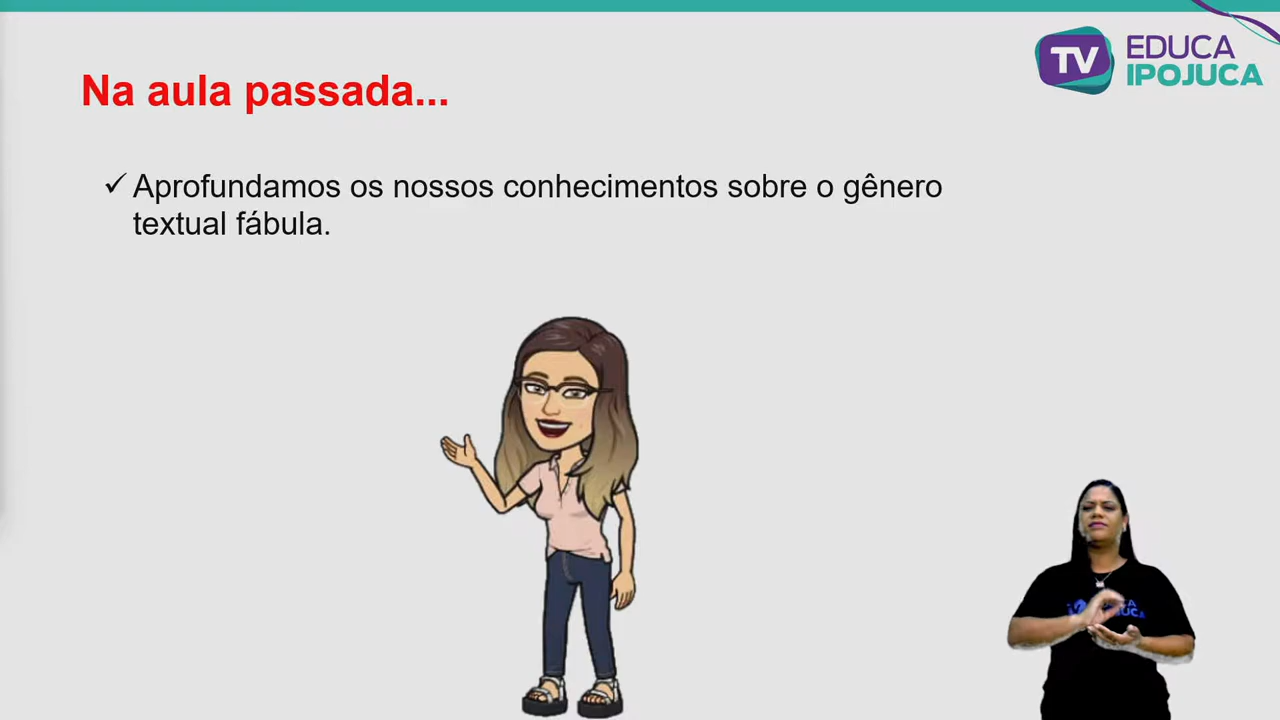 TV EDUCA
IPOJUCA
Na aula passada...
✓ Aprofundamos os nossos conhecimentos sobre o gênero
textual fábula.